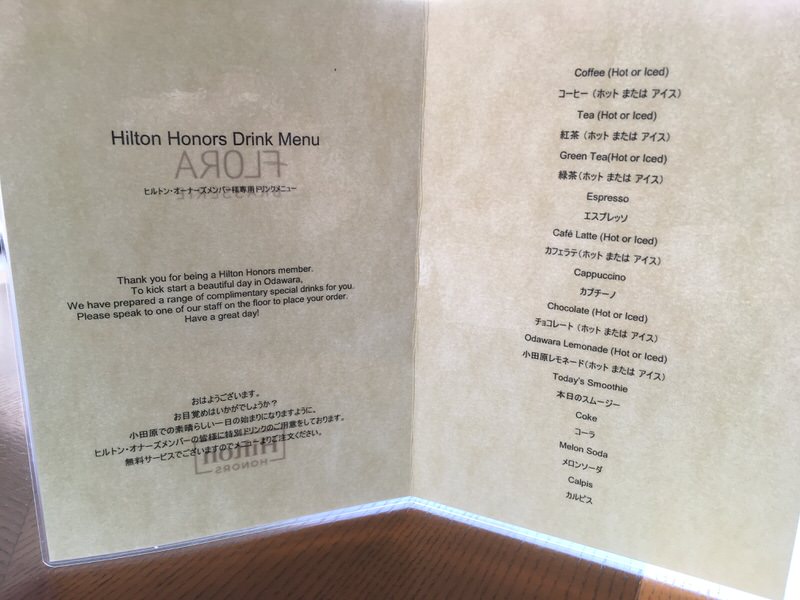 Hilton Honors Drink Menu
FLORA
BRASSERIE
ヒルトン・オーナーズメンバー様専用ドリンクメニュー
Thank you for being a Hilton Honors member.
To kick start a beautiful day in Odawara,
We have prepared a range of complimentary special drinks for you.
Please speak to one of our staff on the floor to place your order.
Have a great day!
おはようございます。
お目覚めはいかがでしょうか?
小田原での素晴らしい一日の始まりになりますように。
ヒルトン・オナーズメンバーの皆様に特別ドリンクのご用意をしております。
無料サービスでございますのでメニューよりご注文ください。
Hilton
HONORS
Coffee (Hot or Iced)
コーヒー (ホット または アイス)
Tea (Hot or Iced)
紅茶 (ホット または アイス)
Green Tea(Hot or Iced)
緑茶(ホット または アイス)
Espresso
エスプレッソ
Café Latte (Hot or Iced)
カフェラテ(ホット または アイス)
Cappuccino
カプチーノ
Chocolate (Hot or Iced)
チョコレート (ホット または アイス)
Odawara Lemonade (Hot or Iced)
小田原レモネード(ホット または アイス)
Today's Smoothie
本日のスムージー
Coke
コーラ
Melon Soda
メロンソーダ
Calpis
カルピス